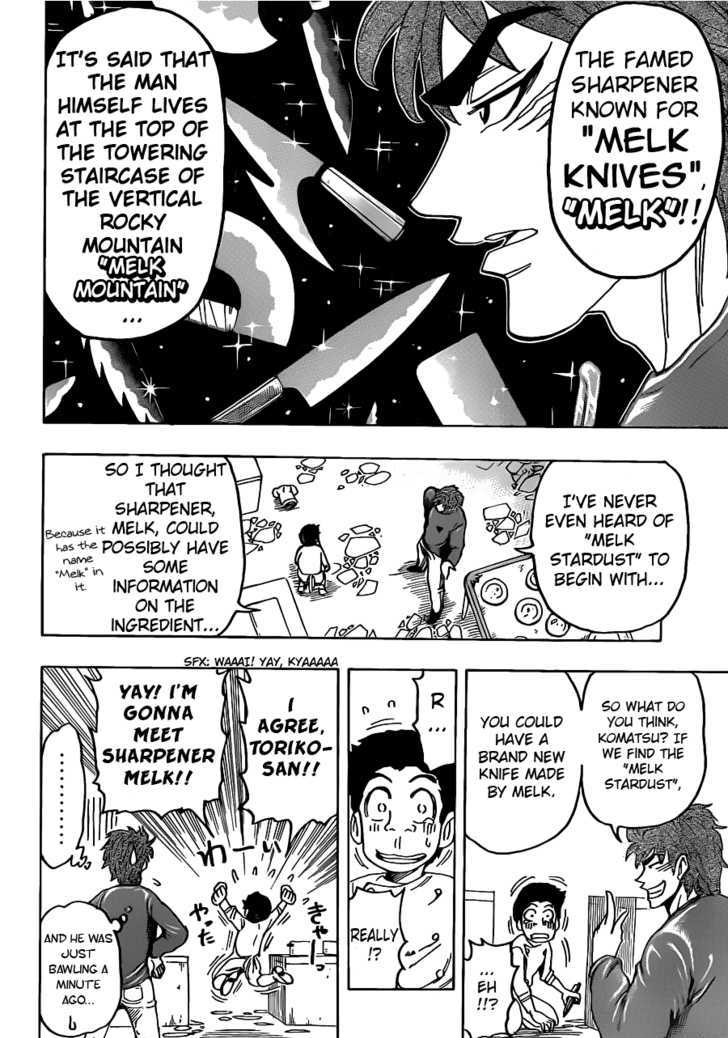 THE FAMED
SHARPENER
KNOWN FOR
"MELK
KNIVES",
"MELK"!!
IT'S SAID THAT
THE MAN
HIMSELF LIVES
AT THE TOP OF
THE TOWERING
STAIRCASE OF
THE VERTICAL
ROCKY
MOUNTAIN
"MELK
MOUNTAIN"
...
I'VE NEVER
EVEN HEARD OF
"MELK
STARDUST" TO
BEGIN WITH...
SO I THOUGHT
THAT
SHARPENER,
MELK, COULD
POSSIBLY HAVE
SOME
INFORMATION
ON THE
INGREDIENT...
Because it
has the
name
"Melk" in
it.
SO WHAT DO
YOU THINK,
KOMATSU? IF
WE FIND THE
"MELK
STARDUST",
YOU COULD
HAVE A
BRAND NEW
KNIFE MADE
BY MELK.
...
EH
!!?
R
...
REALLY
!?
SFX: WAAAI! YAY, KYAAAAA
I
AGREE,
TORIKO-
SAN!!
YAY! I'M
GONNA
MEET
SHARPENER
MELK!!
わーい
やった
きゃー
........
AND HE WAS
JUST
BAWLING A
MINUTE
AGO...